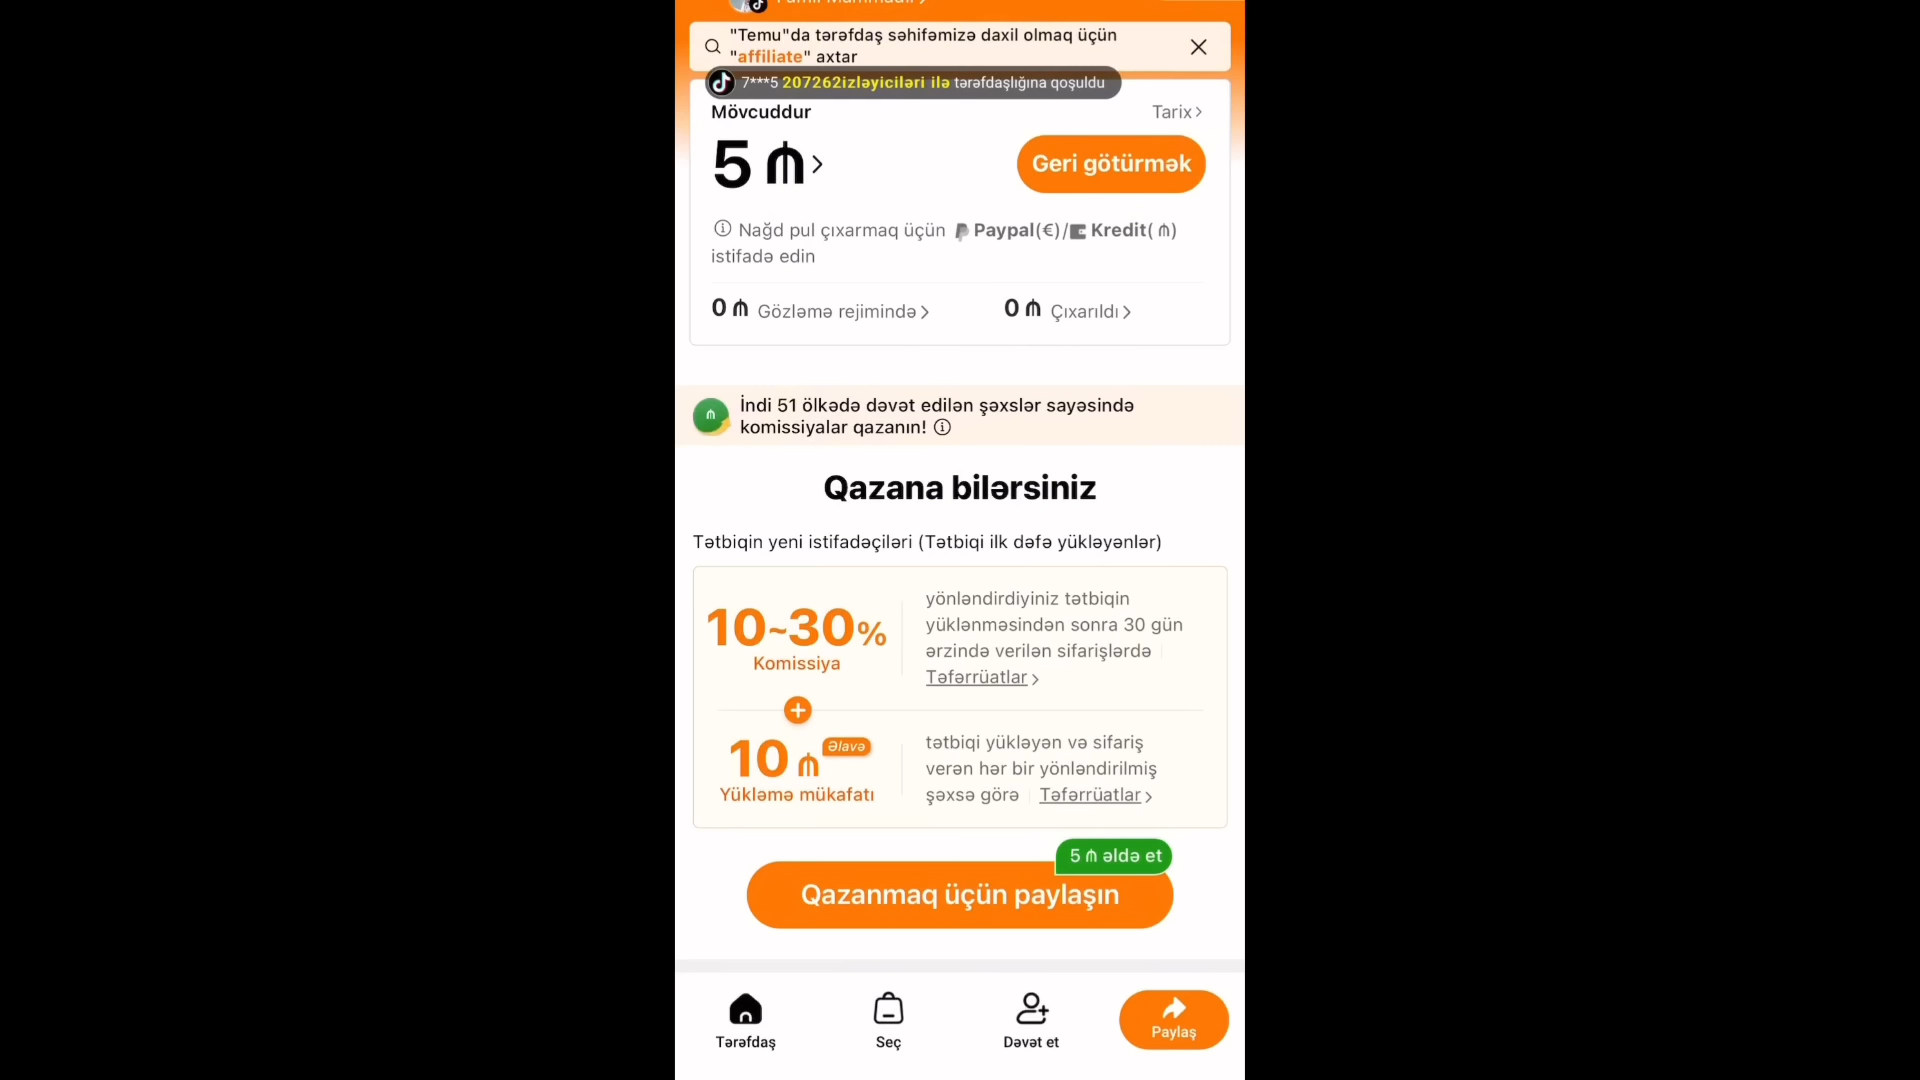 "Temu"da tərəfdaş səhifəmizə daxil olmaq üçün
"affiliate" axtar
7***5 207262izləyiciləri ilə tərəfdaşlığına qoşuldu
Mövcuddur
Tarix
5 ₼
Geri götürmək
Nağd pul çıxarmaq üçün Paypal(€)/Kredit( ₼)
istifadə edin
0 ₼ Gözləmə rejimində
0 ₼ Çıxarıldı
İndi 51 ölkədə dəvət edilən şəxslər sayəsində
komissiyalar qazanın!
Qazana bilərsiniz
Tətbiqin yeni istifadəçiləri (Tətbiqi ilk dəfə yükləyənlər)
10~30%
Komissiya
yönləndirdiyiniz tətbiqin
yüklənməsindən sonra 30 gün
ərzində verilən sifarişlərdə
Təfərrüatlar
10 ₼
Əlavə
Yükləmə mükafatı
tətbiqi yükləyən və sifariş
verən hər bir yönləndirilmiş
şəxsə görə Təfərrüatlar
5 ₼ əldə et
Qazanmaq üçün paylaşın
Tərəfdaş
Seç
Dəvət et
Paylaş